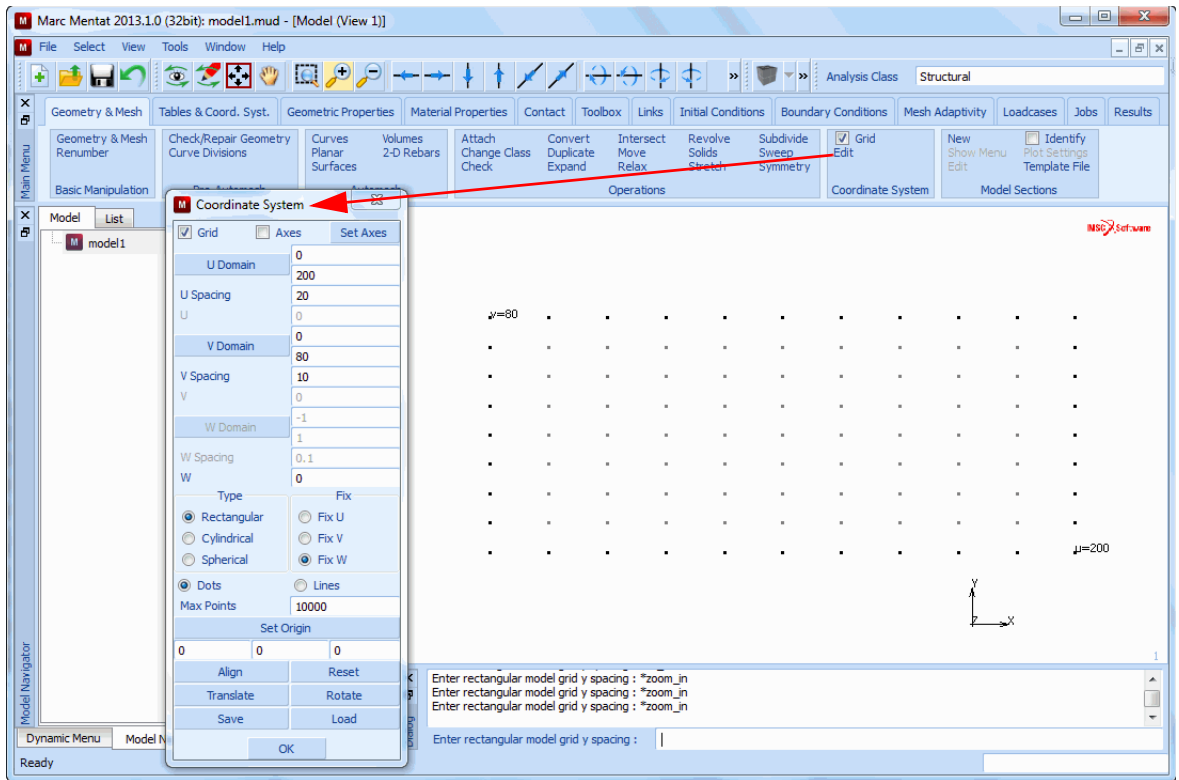 Marc Mentat 2013.1.0 (32bit): model1.mud - [Model (View 1)]
File Select View Tools Window Help
» » Analysis Class Structural
Geometry & Mesh Tables & Coord. Syst. Geometric Properties Material Properties Contact Toolbox Links Initial Conditions Boundary Conditions Mesh Adaptivity Loadcases Jobs Results
Main Menu
Geometry & Mesh Check/Repair Geometry Curves Volumes Attach Convert Intersect Revolve Subdivide Grid New Identify
Renumber Curve Divisions Planar 2-D Rebars Change Class Duplicate Move Solids Sweep Edit Show Menu Plot Settings
Surfaces Check Expand Relax Stretch Symmetry Edit Template File
Basic Manipulation Pre-Automesh Automesh Operations Coordinate System Model Sections
Model List
model1
Coordinate System
Grid Axes Set Axes
U Domain 0
200
U Spacing 20
U 0
V Domain 0
80
V Spacing 10
V 0
W Domain -1
1
W Spacing 0.1
W 0
Type Fix
Rectangular Fix U
Cylindrical Fix V
Spherical Fix W
Dots Lines
Max Points 10000
Set Origin
0 0 0
Align Reset
Translate Rotate
Save Load
OK
MSC Software
v=80
u=200
Y
Z X
1
Model Navigator
Dialog
Enter rectangular model grid y spacing : *zoom_in
Enter rectangular model grid y spacing : *zoom_in
Enter rectangular model grid y spacing : *zoom_in
Enter rectangular model grid y spacing :
Dynamic Menu Model N
Ready